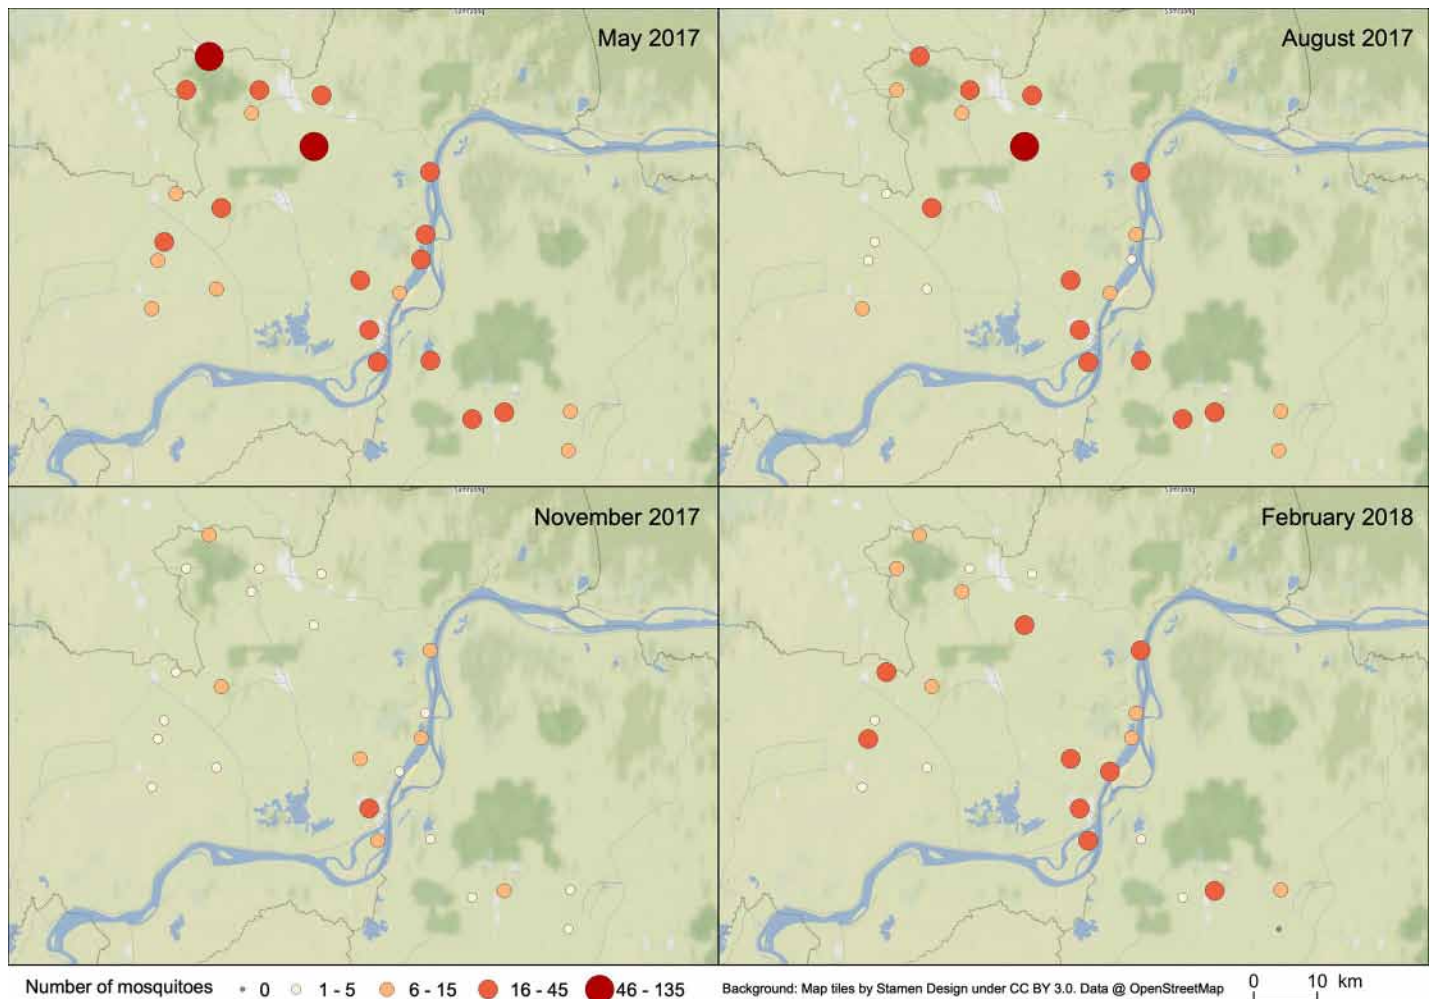 May 2017
August 2017
November 2017
February 2018
Number of mosquitoes 0 1 - 5 6 - 15 16 - 45 46 - 135
Background: Map tiles by Stamen Design under CC BY 3.0. Data @ OpenStreetMap
0 10 km